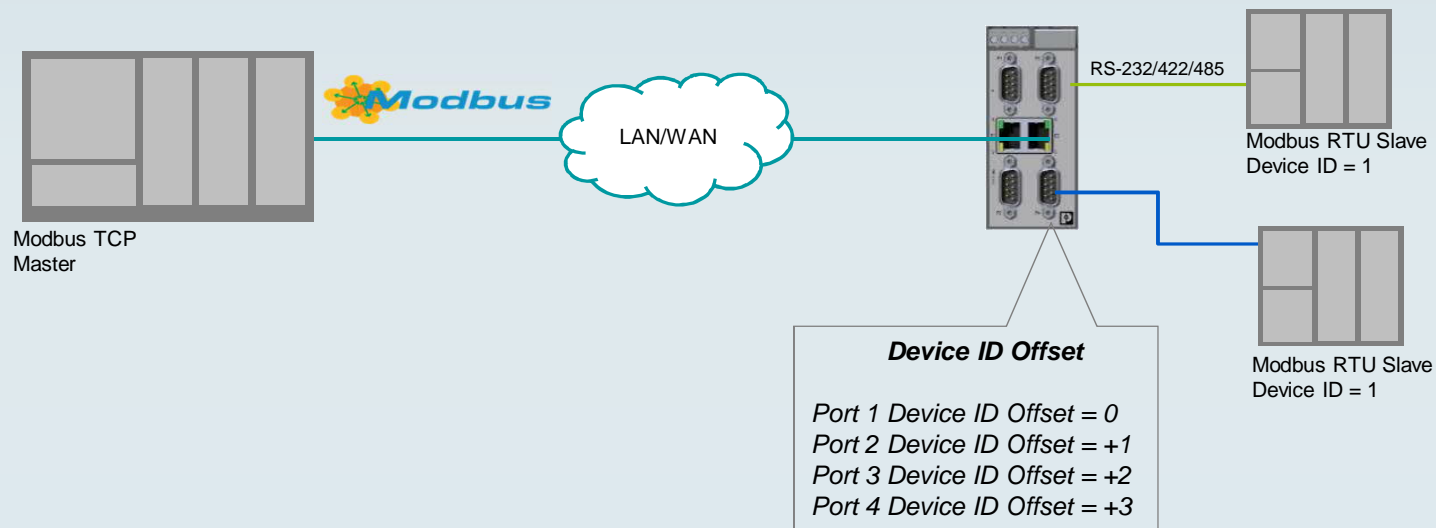 Modbus
LAN/WAN
RS-232/422/485
Modbus RTU Slave
Device ID = 1
Modbus TCP
Master
Modbus RTU Slave
Device ID = 1
Device ID Offset
Port 1 Device ID Offset = 0
Port 2 Device ID Offset = +1
Port 3 Device ID Offset = +2
Port 4 Device ID Offset = +3